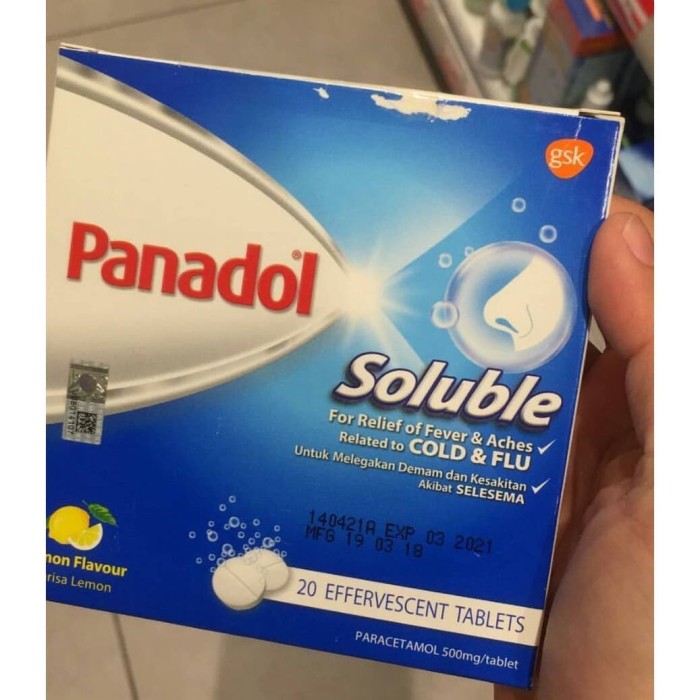 gsk
Panadol®
Soluble
For Relief of Fever & Aches
Related to COLD & FLU
Untuk Melegakan Demam dan Kesakitan
Akibat SELESEMA
140421A EXP 03 2021
MFG 19 03 18
non Flavour
risa Lemon
20 EFFERVESCENT TABLETS
PARACETAMOL 500mg/tablet